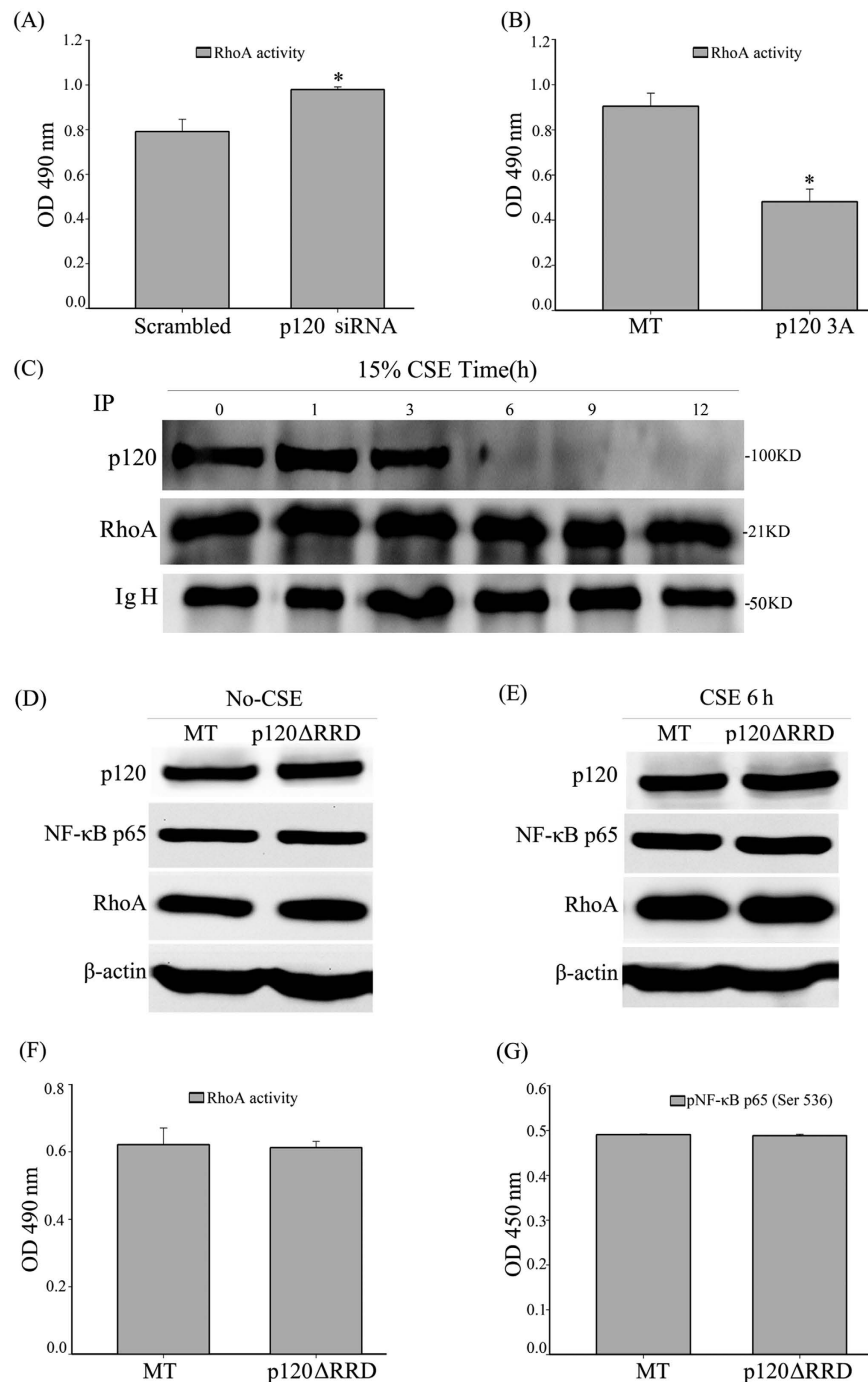 (A)
RhoA activity
*
OD 490 nm
1.2
1.0
0.8
0.6
0.4
0.2
0.0
Scrambled p120 siRNA
(B)
RhoA activity
*
OD 490 nm
1.2
1.0
0.8
0.6
0.4
0.2
0.0
MT p120 3A
(C)
15% CSE Time(h)
IP 0 1 3 6 9 12
p120 -100KD
RhoA -21KD
Ig H -50KD
(D)
No-CSE
MT p120ΔRRD
p120
NF-κB p65
RhoA
β-actin
(E)
CSE 6 h
MT p120ΔRRD
p120
NF-κB p65
RhoA
β-actin
(F)
RhoA activity
OD 490 nm
0.8
0.6
0.4
0.2
0.0
MT p120ΔRRD
(G)
pNF-κB p65 (Ser 536)
OD 450 nm
0.6
0.5
0.4
0.3
0.2
0.1
0.0
MT p120ΔRRD